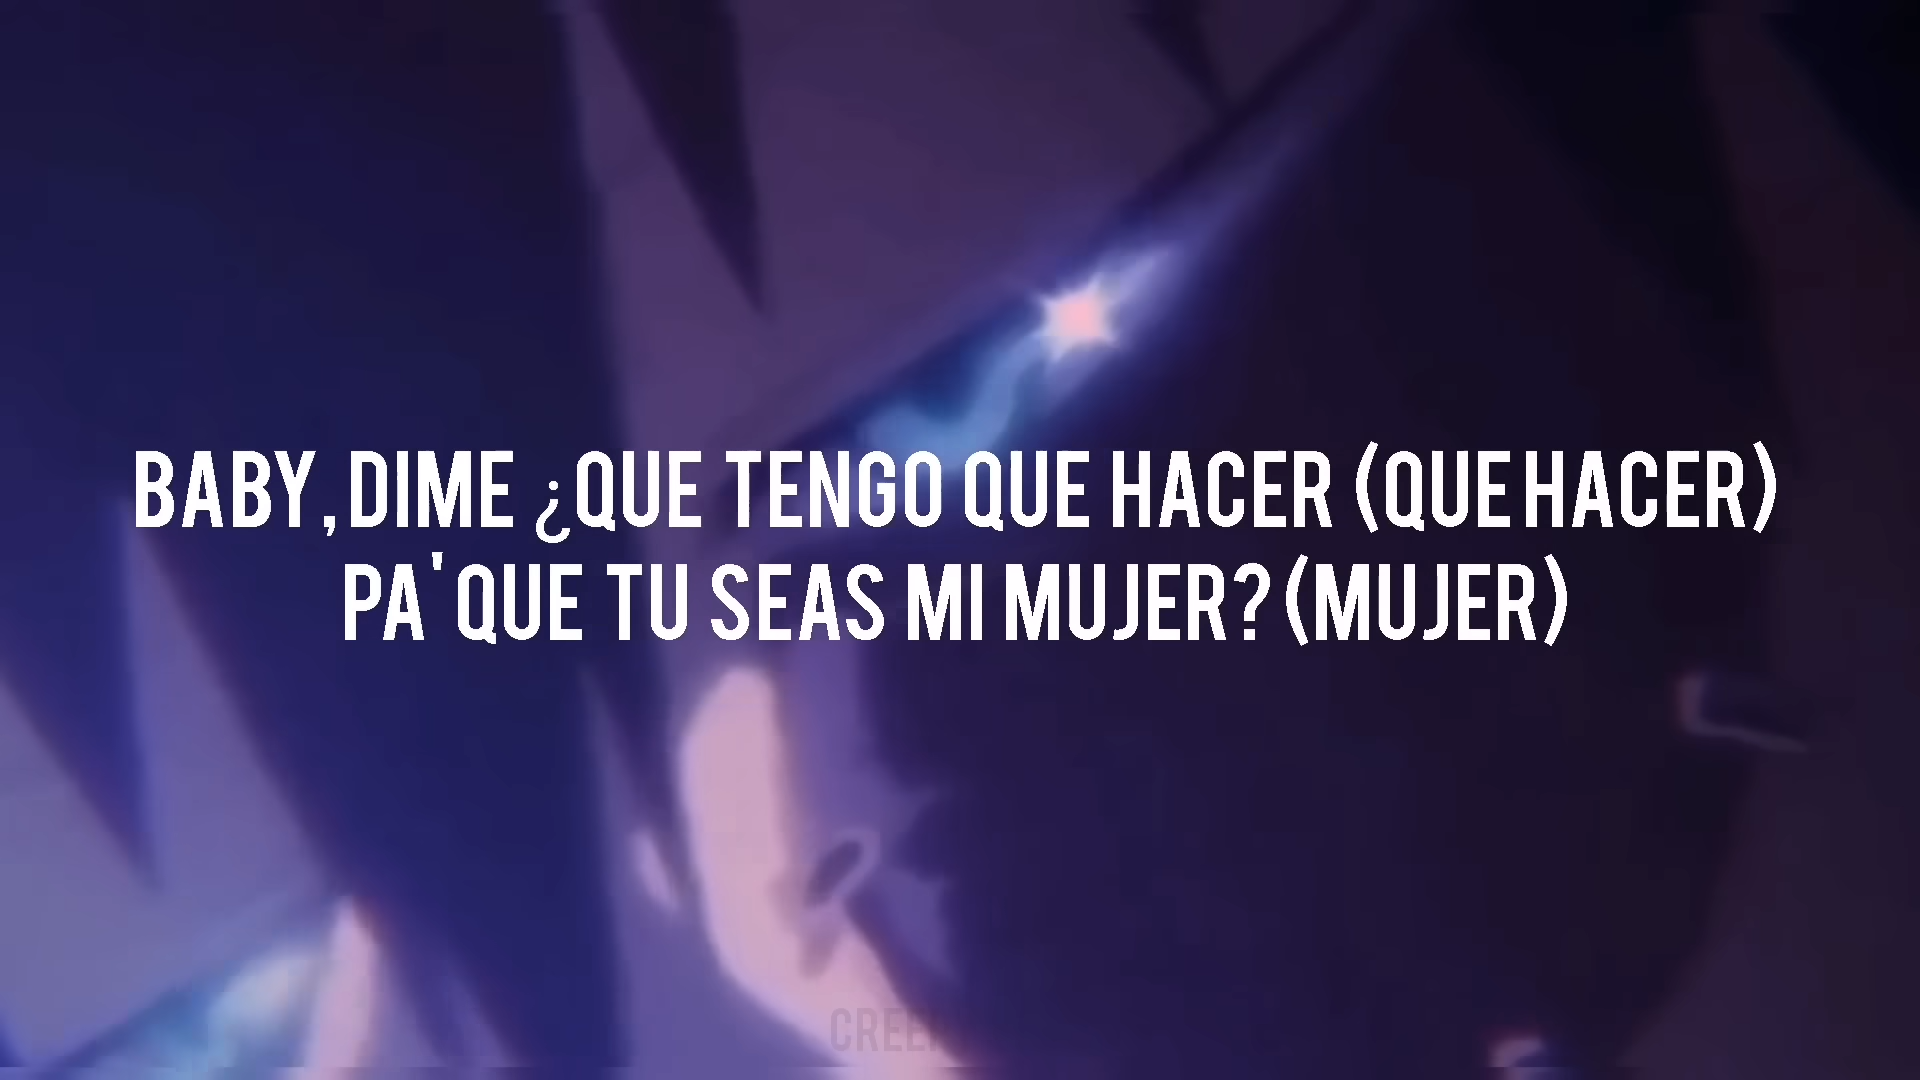 BABY, DIME ¿QUE TENGO QUE HACER (QUE HACER)
PA' QUE TU SEAS MI MUJER? (MUJER)